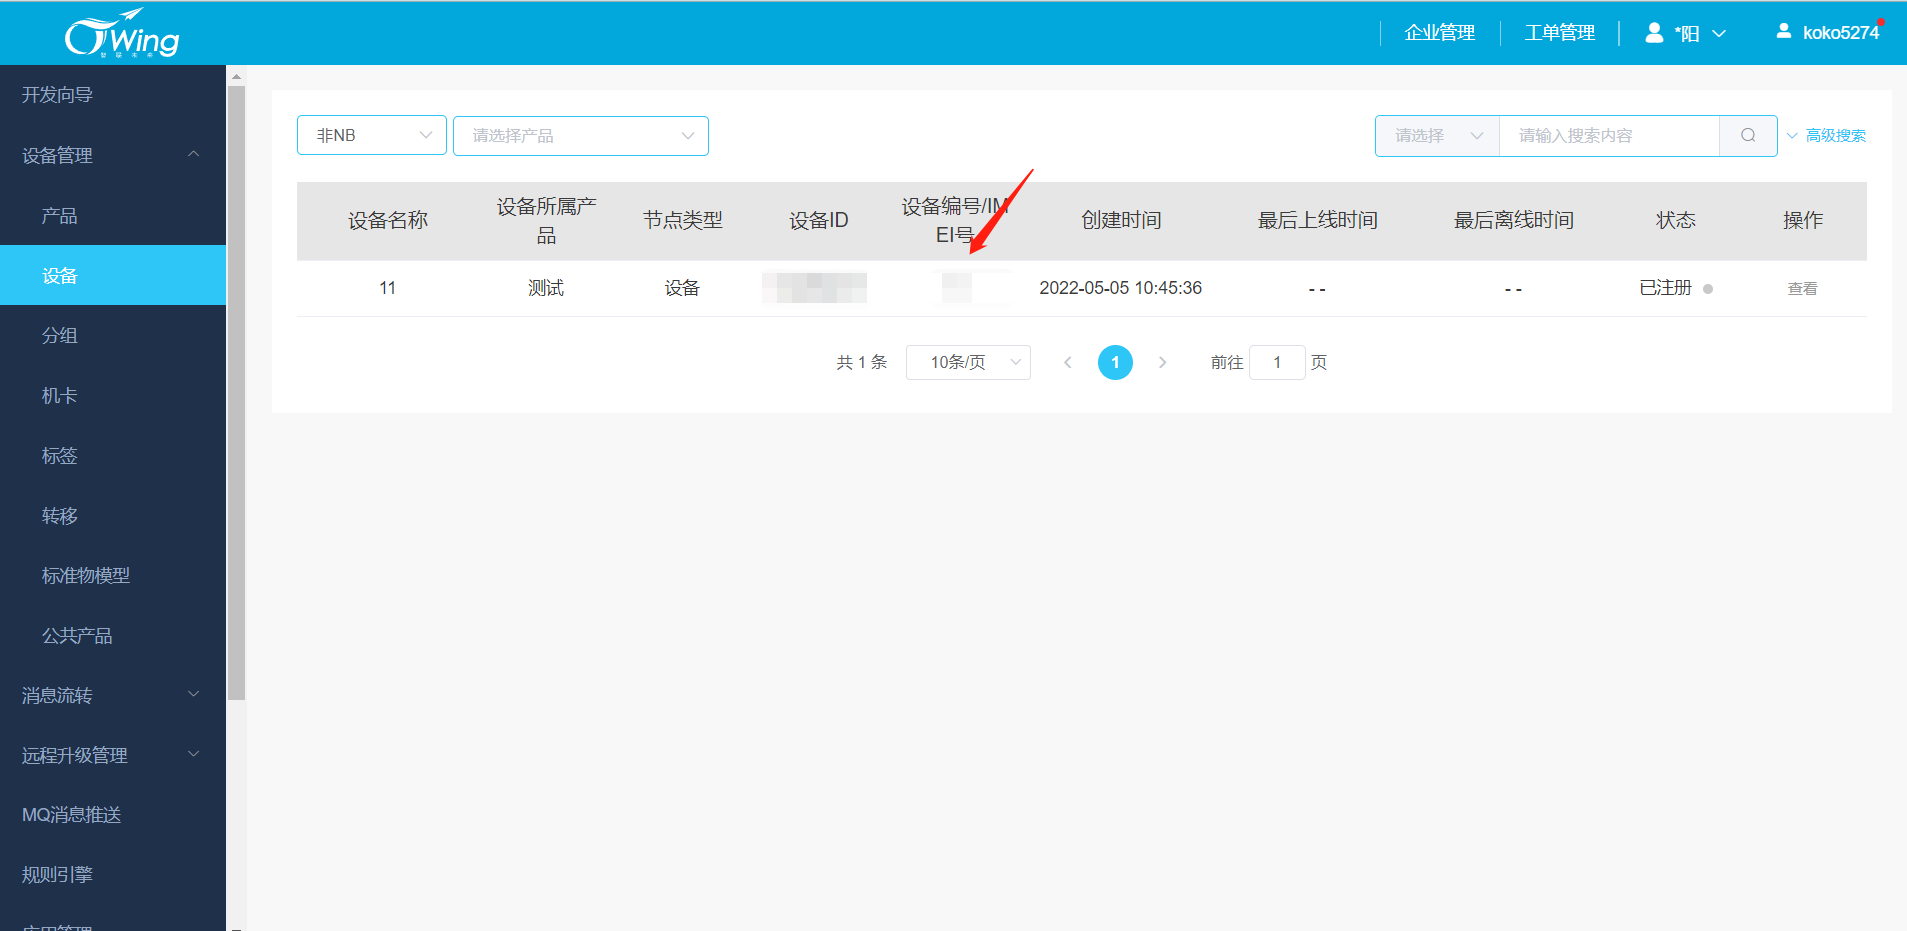 Wing
企业管理
工单管理
*阳
koko5274
开发向导
设备管理
产品
设备
分组
机卡
标签
转移
标准物模型
公共产品
消息流转
远程升级管理
MQ消息推送
规则引擎
应用管理
非NB
请选择产品
请选择
请输入搜索内容
高级搜索
设备名称
设备所属产
品
节点类型
设备ID
设备编号/IM
EI号
创建时间
最后上线时间
最后离线时间
状态
操作
11
测试
设备
2022-05-05 10:45:36
- -
- -
已注册
查看
共 1 条
10条/页
1
前往
1
页